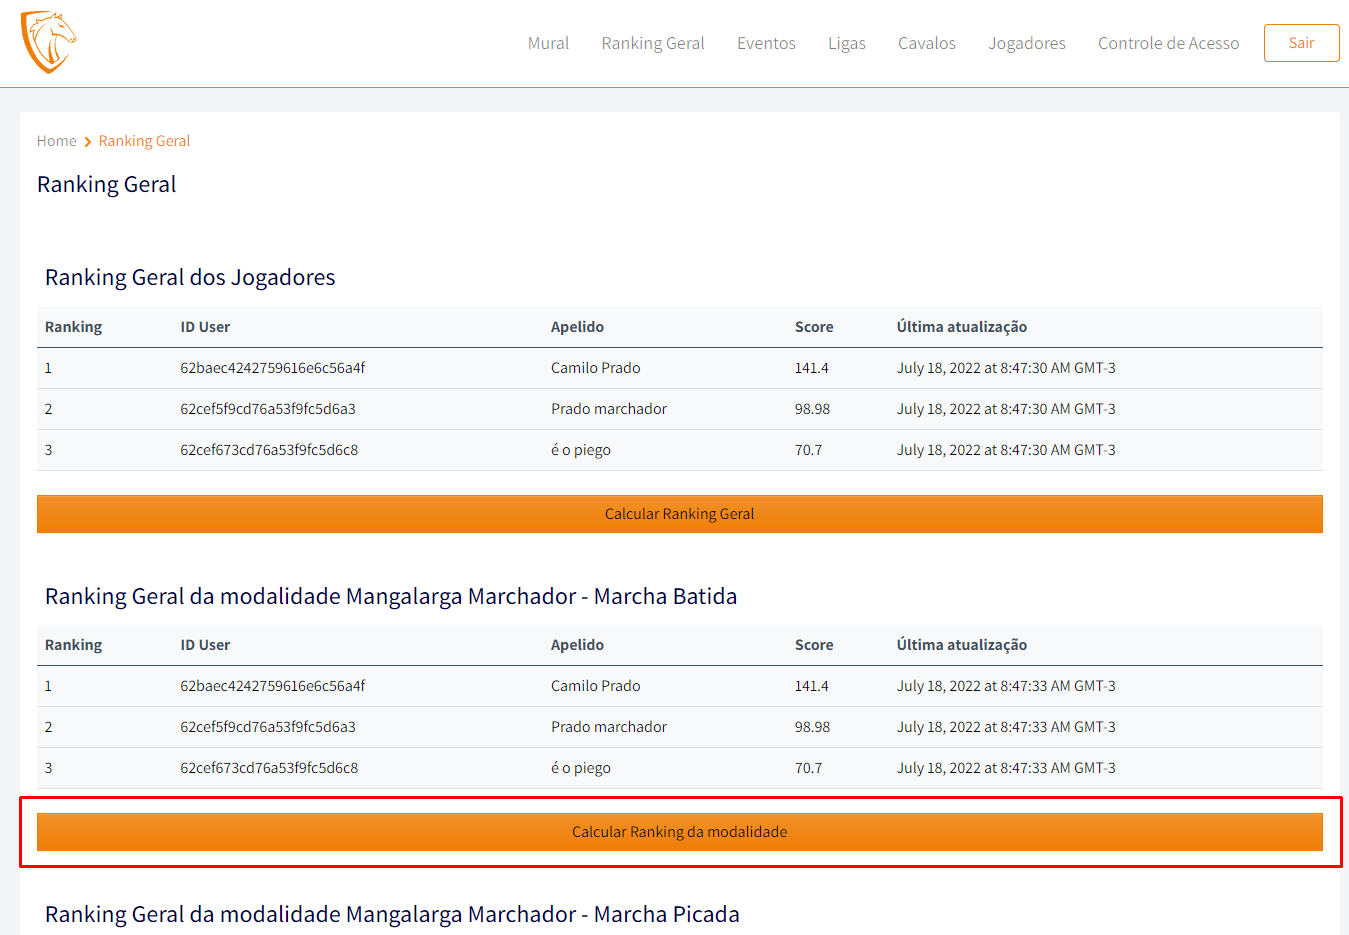 Mural Ranking Geral Eventos Ligas Cavalos Jogadores Controle de Acesso Sair
Home > Ranking Geral
Ranking Geral
Ranking Geral dos Jogadores
Ranking ID User Apelido Score Última atualização
1 62baec4242759616e6c56a4f Camilo Prado 141.4 July 18, 2022 at 8:47:30 AM GMT-3
2 62cef5f9cd76a53f9fc5d6a3 Prado marchador 98.98 July 18, 2022 at 8:47:30 AM GMT-3
3 62cef673cd76a53f9fc5d6c8 é o piego 70.7 July 18, 2022 at 8:47:30 AM GMT-3
Calcular Ranking Geral
Ranking Geral da modalidade Mangalarga Marchador - Marcha Batida
Ranking ID User Apelido Score Última atualização
1 62baec4242759616e6c56a4f Camilo Prado 141.4 July 18, 2022 at 8:47:33 AM GMT-3
2 62cef5f9cd76a53f9fc5d6a3 Prado marchador 98.98 July 18, 2022 at 8:47:33 AM GMT-3
3 62cef673cd76a53f9fc5d6c8 é o piego 70.7 July 18, 2022 at 8:47:33 AM GMT-3
Calcular Ranking da modalidade
Ranking Geral da modalidade Mangalarga Marchador - Marcha Picada